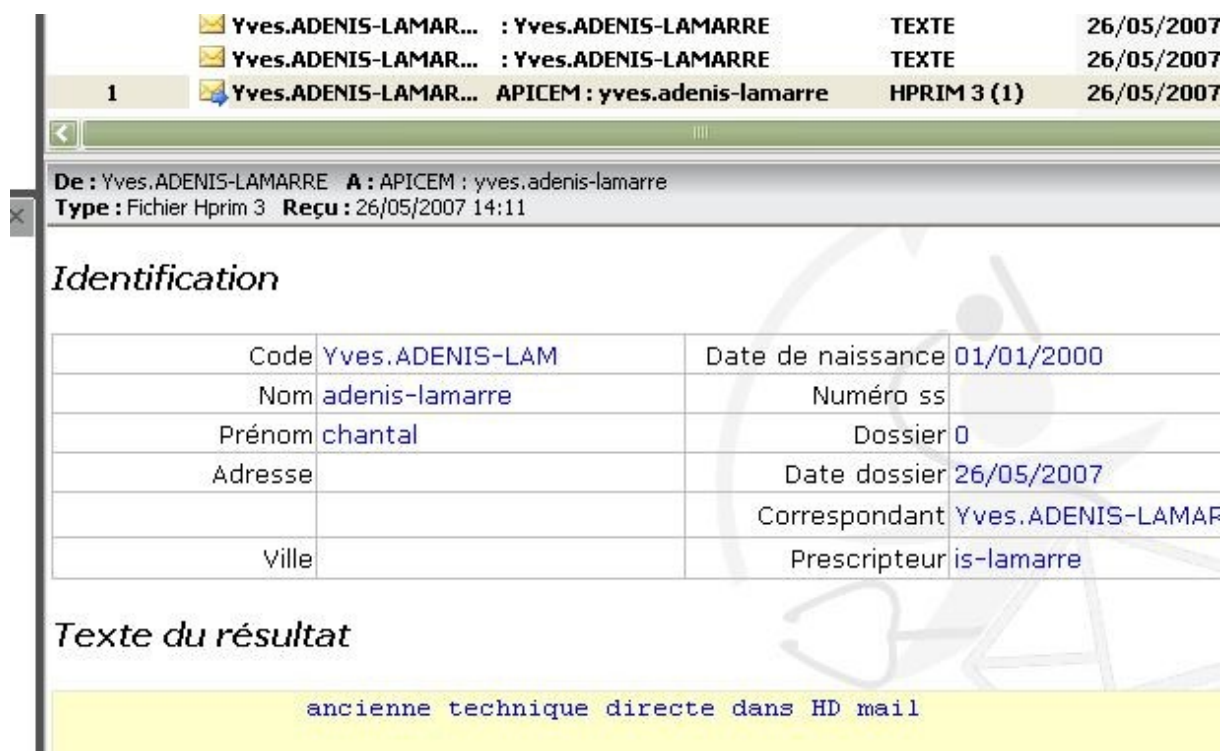 Yves.ADENIS-LAMAR... : Yves.ADENIS-LAMARRE TEXTE 26/05/2007
Yves.ADENIS-LAMAR... : Yves.ADENIS-LAMARRE TEXTE 26/05/2007
1 Yves.ADENIS-LAMAR... APICEM : yves.adenis-lamarre HPRIM 3 (1) 26/05/2007
De : Yves.ADENIS-LAMARRE A : APICEM : yves.adenis-lamarre
Type : Fichier Hprim 3 Reçu : 26/05/2007 14:11
Identification
Code Yves.ADENIS-LAM Date de naissance 01/01/2000
Nom adenis-lamarre Numéro ss
Prénom chantal Dossier 0
Adresse Date dossier 26/05/2007
Correspondant Yves.ADENIS-LAMAR
Ville Prescripteur is-lamarre
Texte du résultat
ancienne technique directe dans HD mail